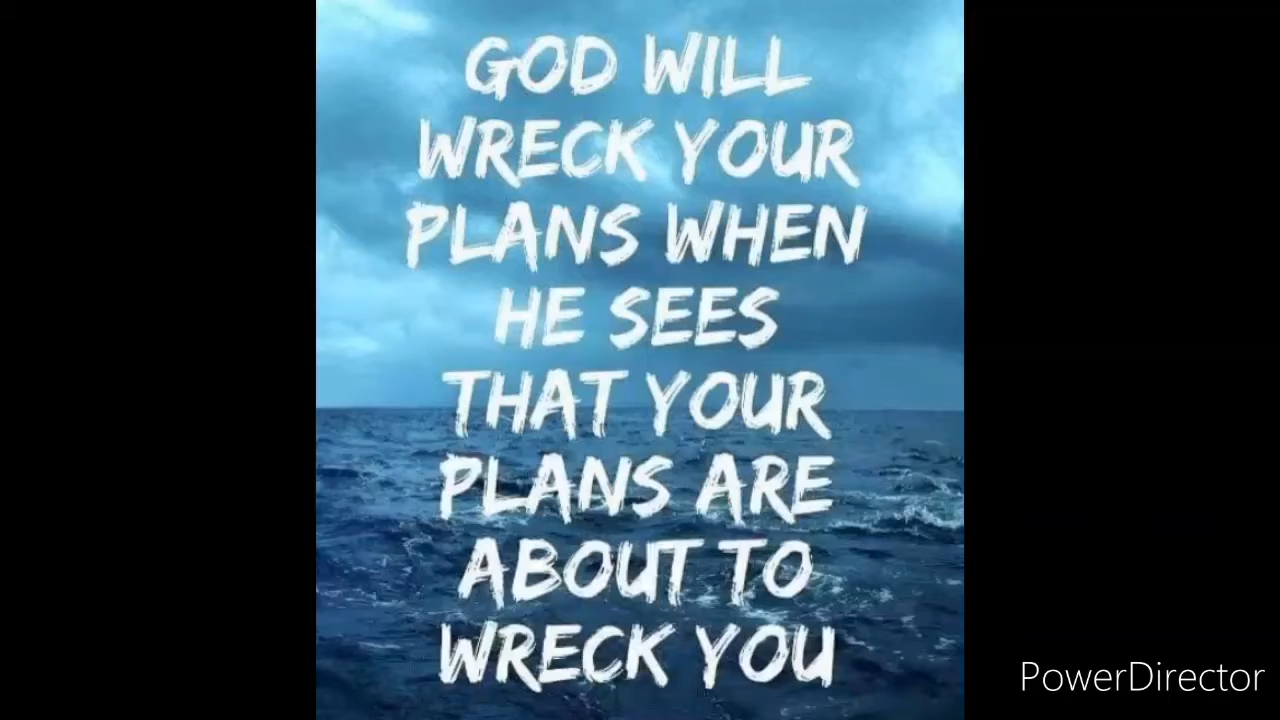 GOD WILL
WRECK YOUR
PLANS WHEN
HE SEES
THAT YOUR
PLANS ARE
ABOUT TO
WRECK YOU
PowerDirector